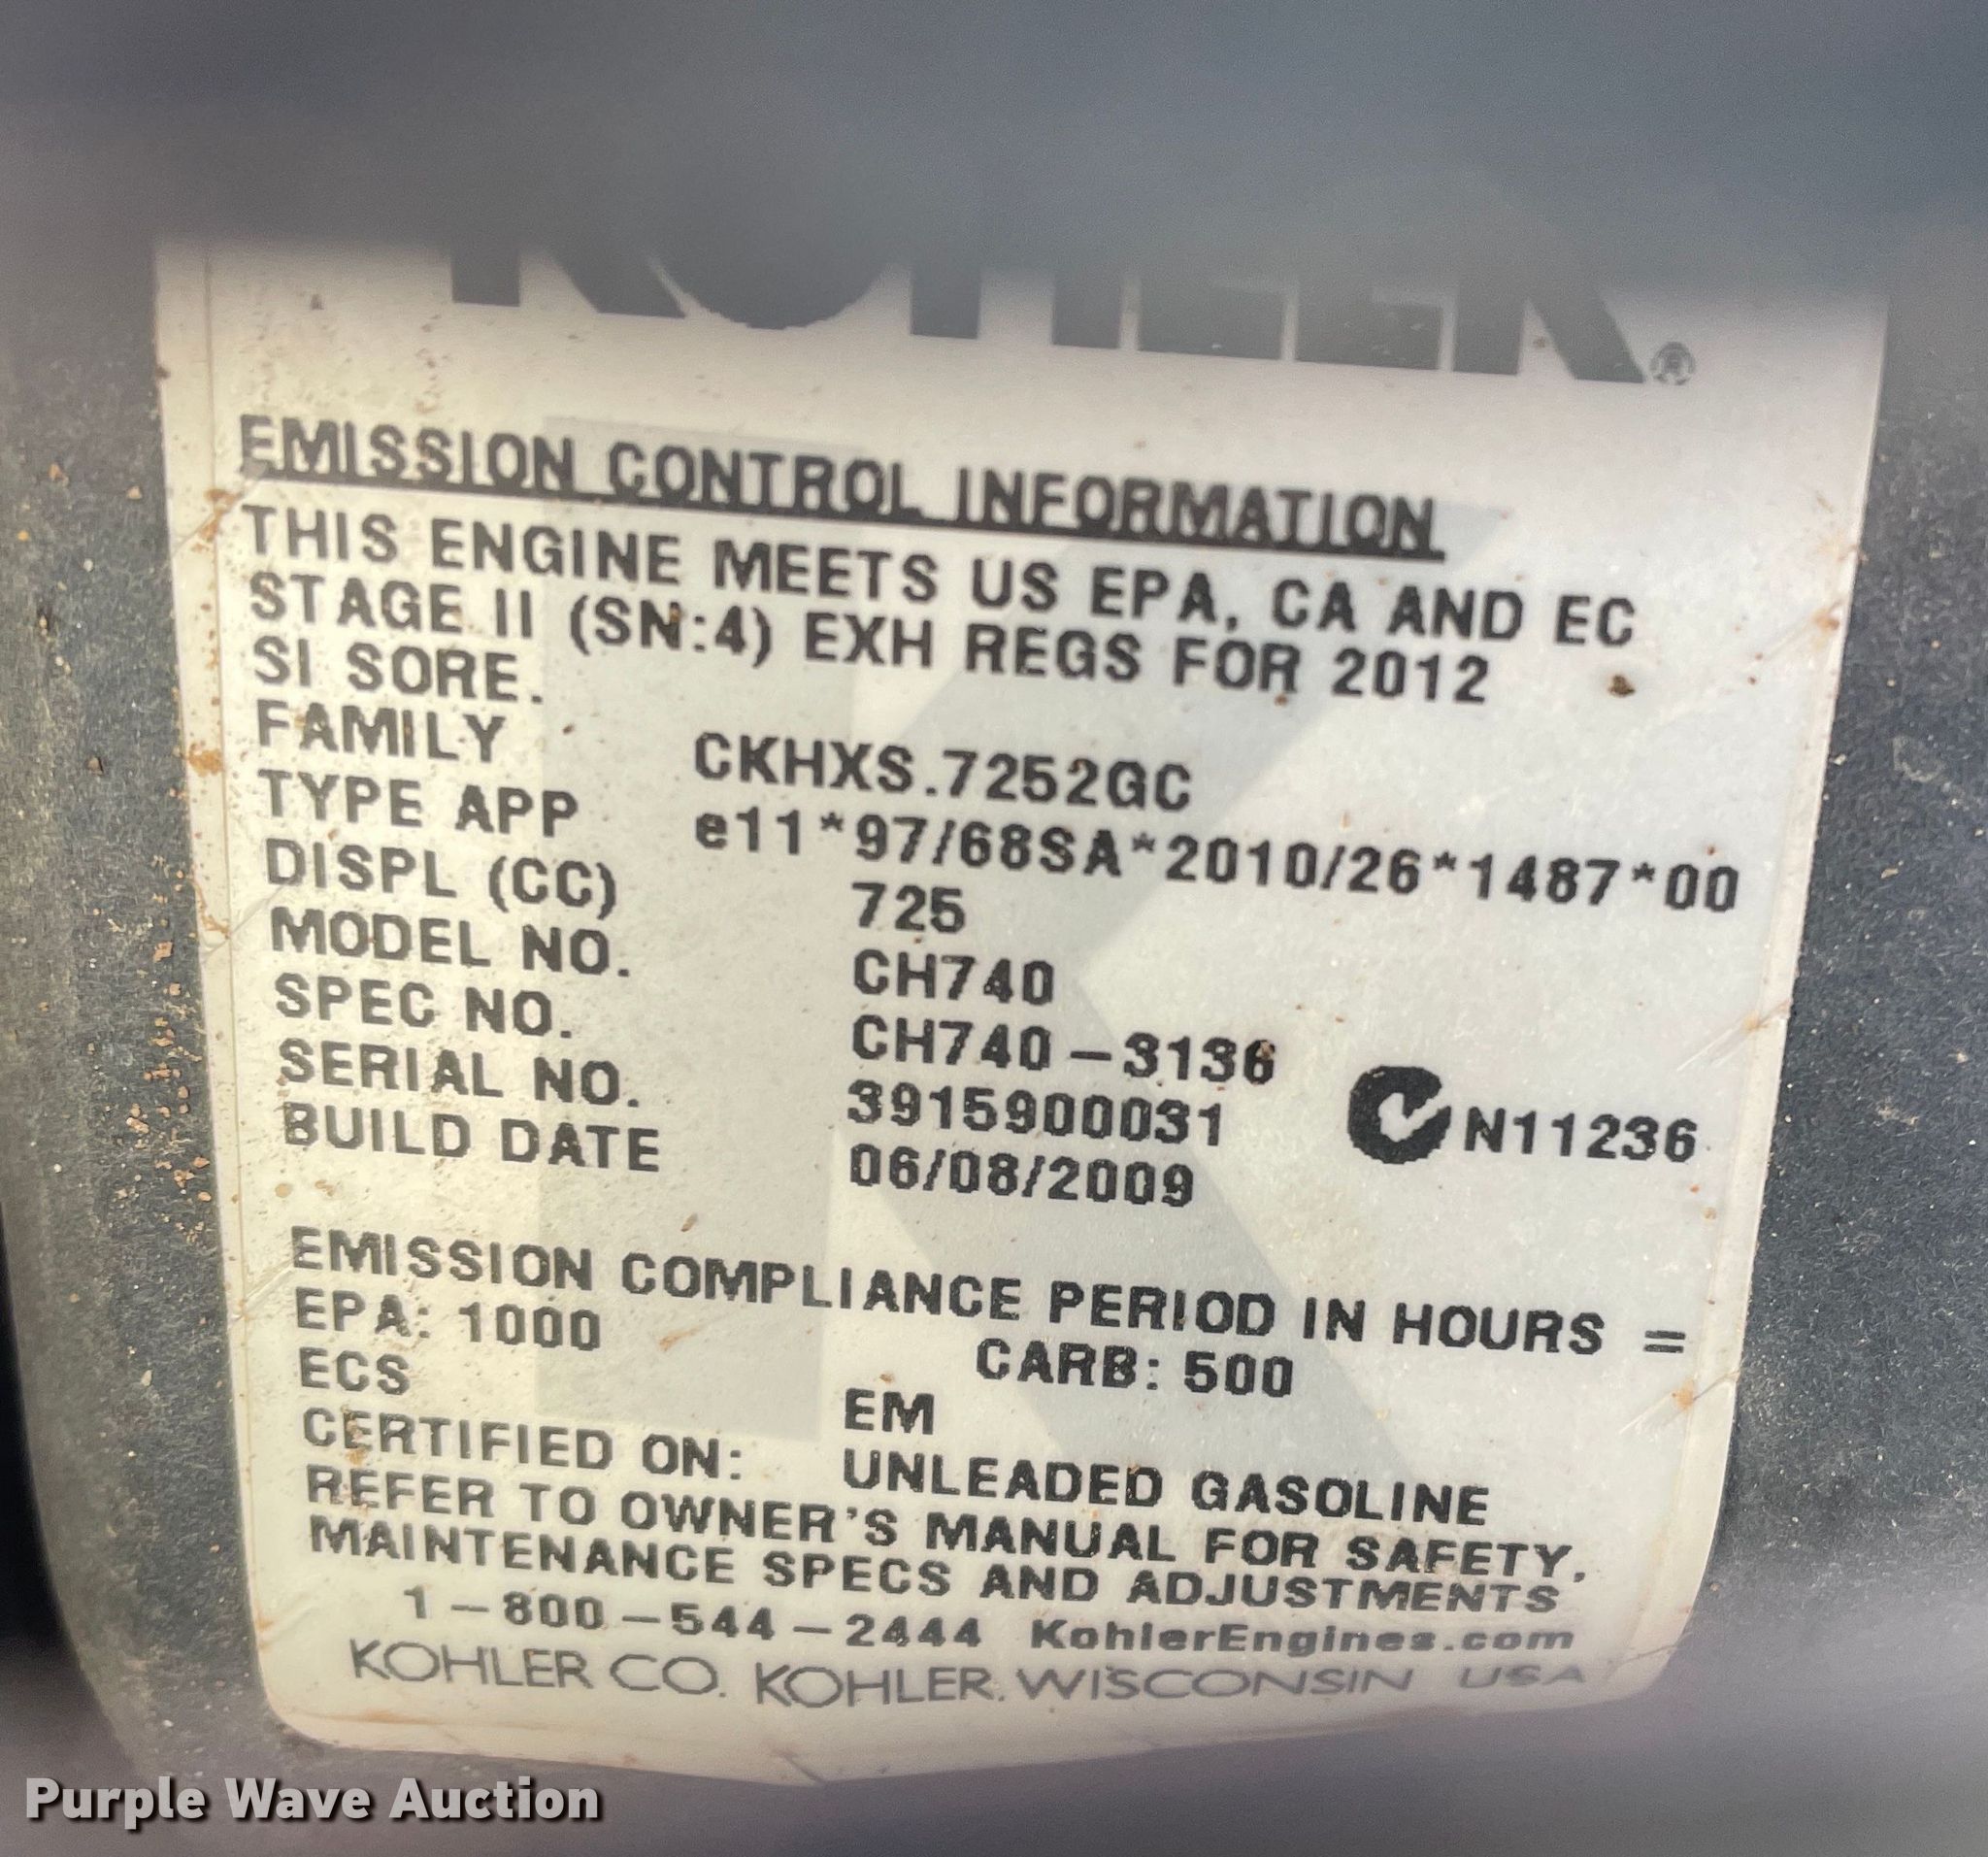 KOHLER®
EMISSION CONTROL INFORMATION
THIS ENGINE MEETS US EPA, CA AND EC
STAGE II (SN:4) EXH REGS FOR 2012
SI SORE.
FAMILY CKHXS.7252GC
TYPE APP e11*97/68SA*2010/26*1487*00
DISPL (CC) 725
MODEL NO. CH740
SPEC NO. CH740-3136
SERIAL NO. 3915900031 N11236
BUILD DATE 06/08/2009
EMISSION COMPLIANCE PERIOD IN HOURS =
EPA: 1000 CARB: 500
ECS EM
CERTIFIED ON: UNLEADED GASOLINE
REFER TO OWNER'S MANUAL FOR SAFETY,
MAINTENANCE SPECS AND ADJUSTMENTS
1-800-544-2444 KohlerEngines.com
KOHLER CO. KOHLER, WISCONSIN USA
Purple Wave Auction